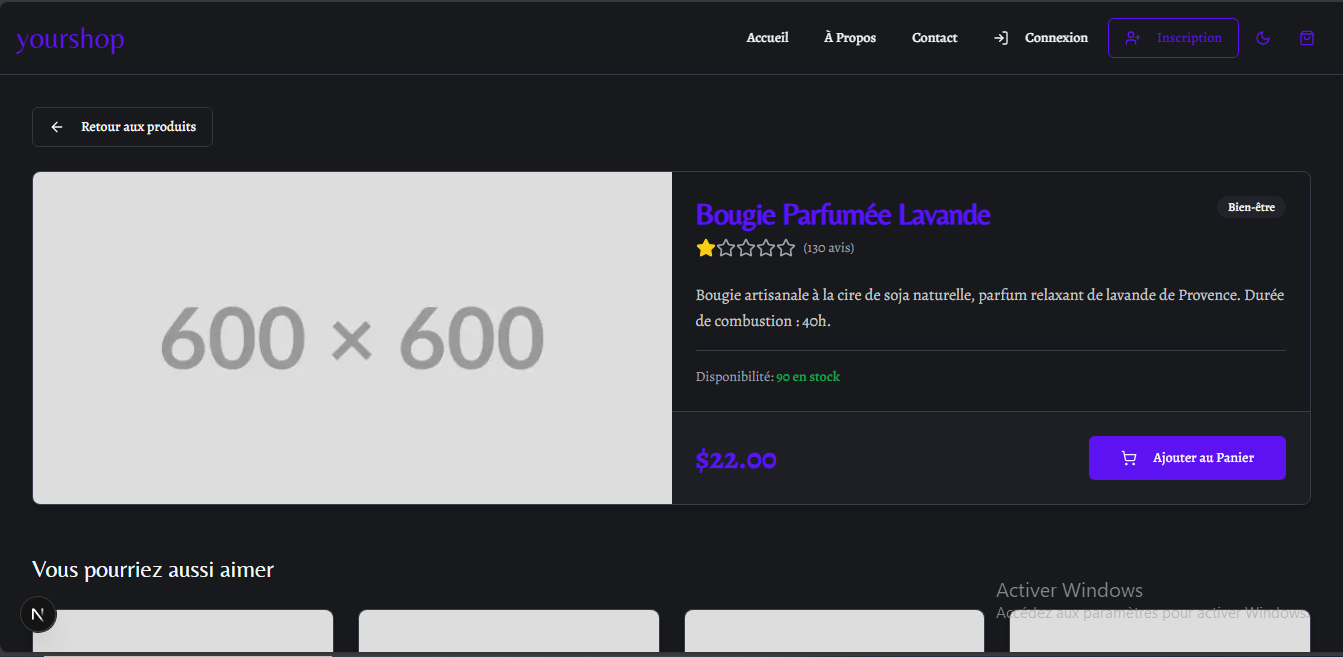 yourshop
Accueil
À Propos
Contact
Connexion
Inscription
Retour aux produits
600 × 600
Bougie Parfumée Lavande
Bien-être
(130 avis)
Bougie artisanale à la cire de soja naturelle, parfum relaxant de lavande de Provence. Durée
de combustion : 40h.
Disponibilité: 90 en stock
$22.00
Ajouter au Panier
Vous pourriez aussi aimer
Activer Windows
Accédez aux paramètres pour activer Windows.
N